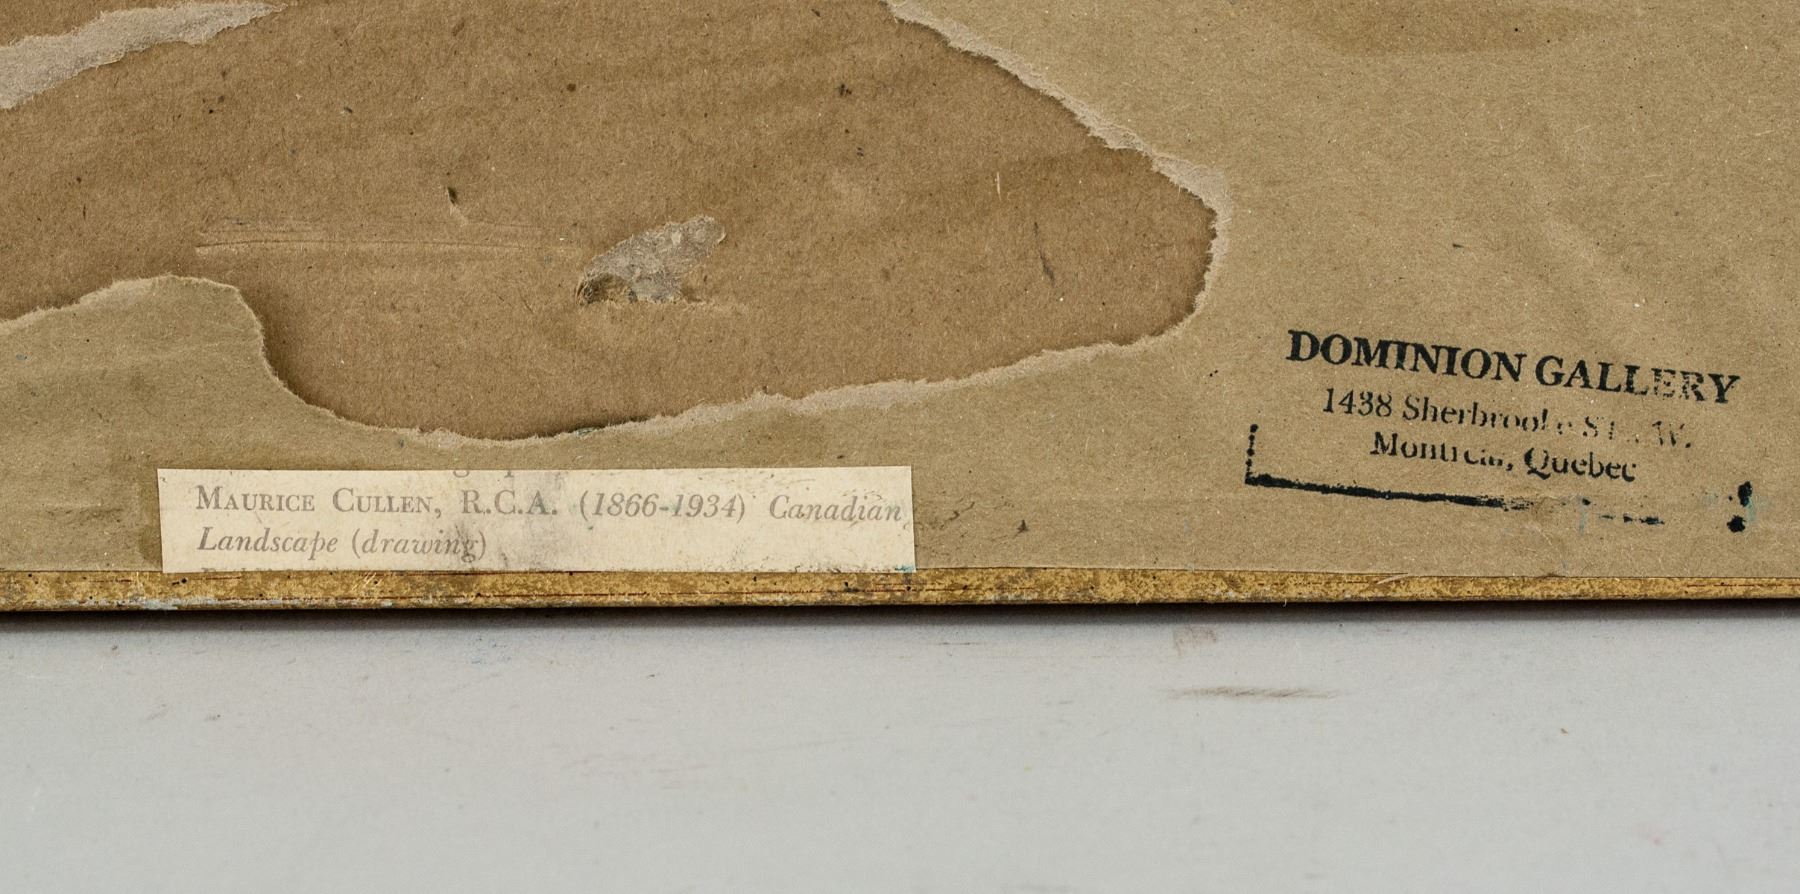 MAURICE CULLEN, R.C.A. (1866-1934) Canadian
Landscape (drawing)
DOMINION GALLERY
1438 Sherbrooke St. W.
Montreal, Quebec